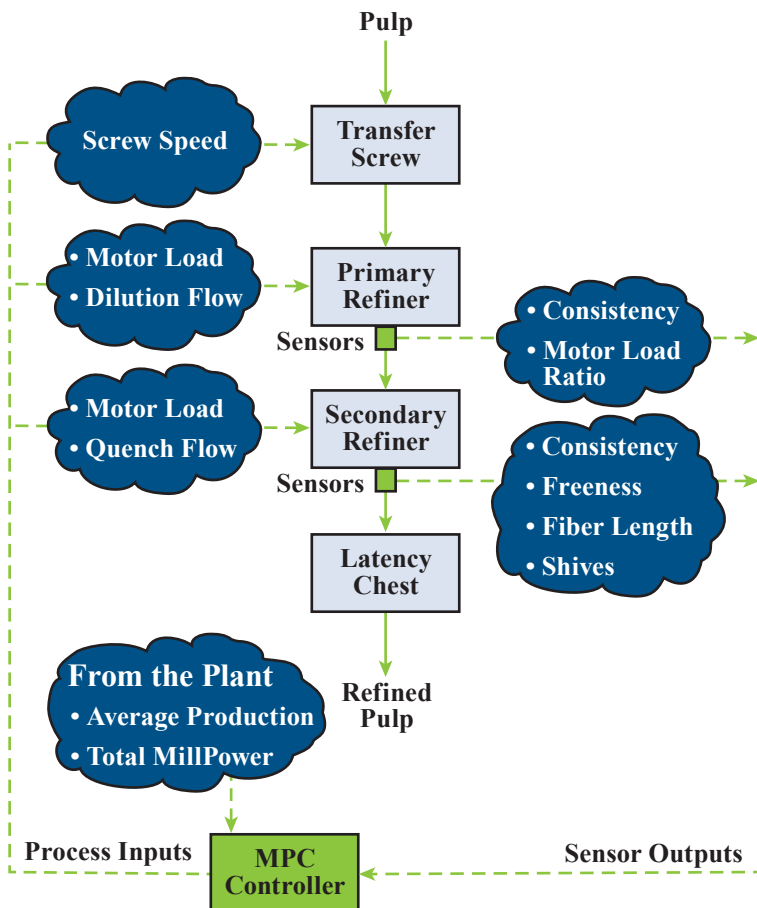 Pulp
Screw Speed
Transfer
Screw
• Motor Load
• Dilution Flow
Primary
Refiner
Sensors
• Consistency
• Motor Load
Ratio
• Motor Load
• Quench Flow
Secondary
Refiner
Sensors
• Consistency
• Freeness
• Fiber Length
• Shives
Latency
Chest
From the Plant
• Average Production
• Total MillPower
Refined
Pulp
Process Inputs
MPC
Controller
Sensor Outputs